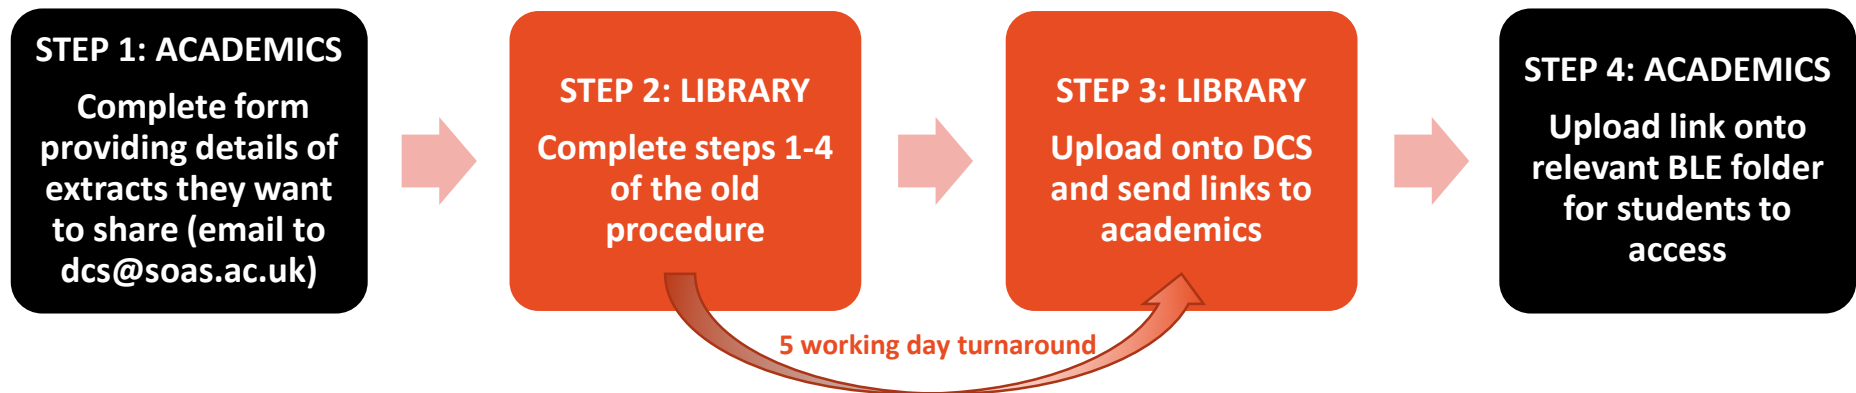 STEP 1: ACADEMICS
Complete form
providing details of
extracts they want
to share (email to
dcs@soas.ac.uk)
STEP 2: LIBRARY
Complete steps 1-4
of the old
procedure
STEP 3: LIBRARY
Upload onto DCS
and send links to
academics
STEP 4: ACADEMICS
Upload link onto
relevant BLE folder
for students to
access
5 working day turnaround